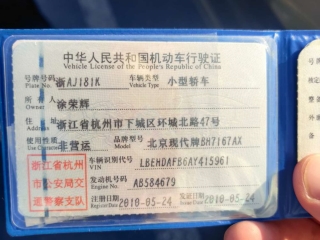 中华人民共和国机动车行驶证
Vehicle License of the People's Republic of China
号牌号码 浙AJ181K 车辆类型 小型轿车
Plate No. Vehicle Type
所有人 涂荣辉
Owner
住址 浙江省杭州市下城区环城北路47号
使用性质 非营运 品牌型号 北京现代牌BH7167AX
Use Character
浙江省杭州市公安局交通警察支队
车辆识别代号 LBEHDAFB6AY415961
VIN
发动机号码 AB584679
Engine No.
注册日期 2010-05-24 发证日期 2010-05-24
Register Date Issue Date